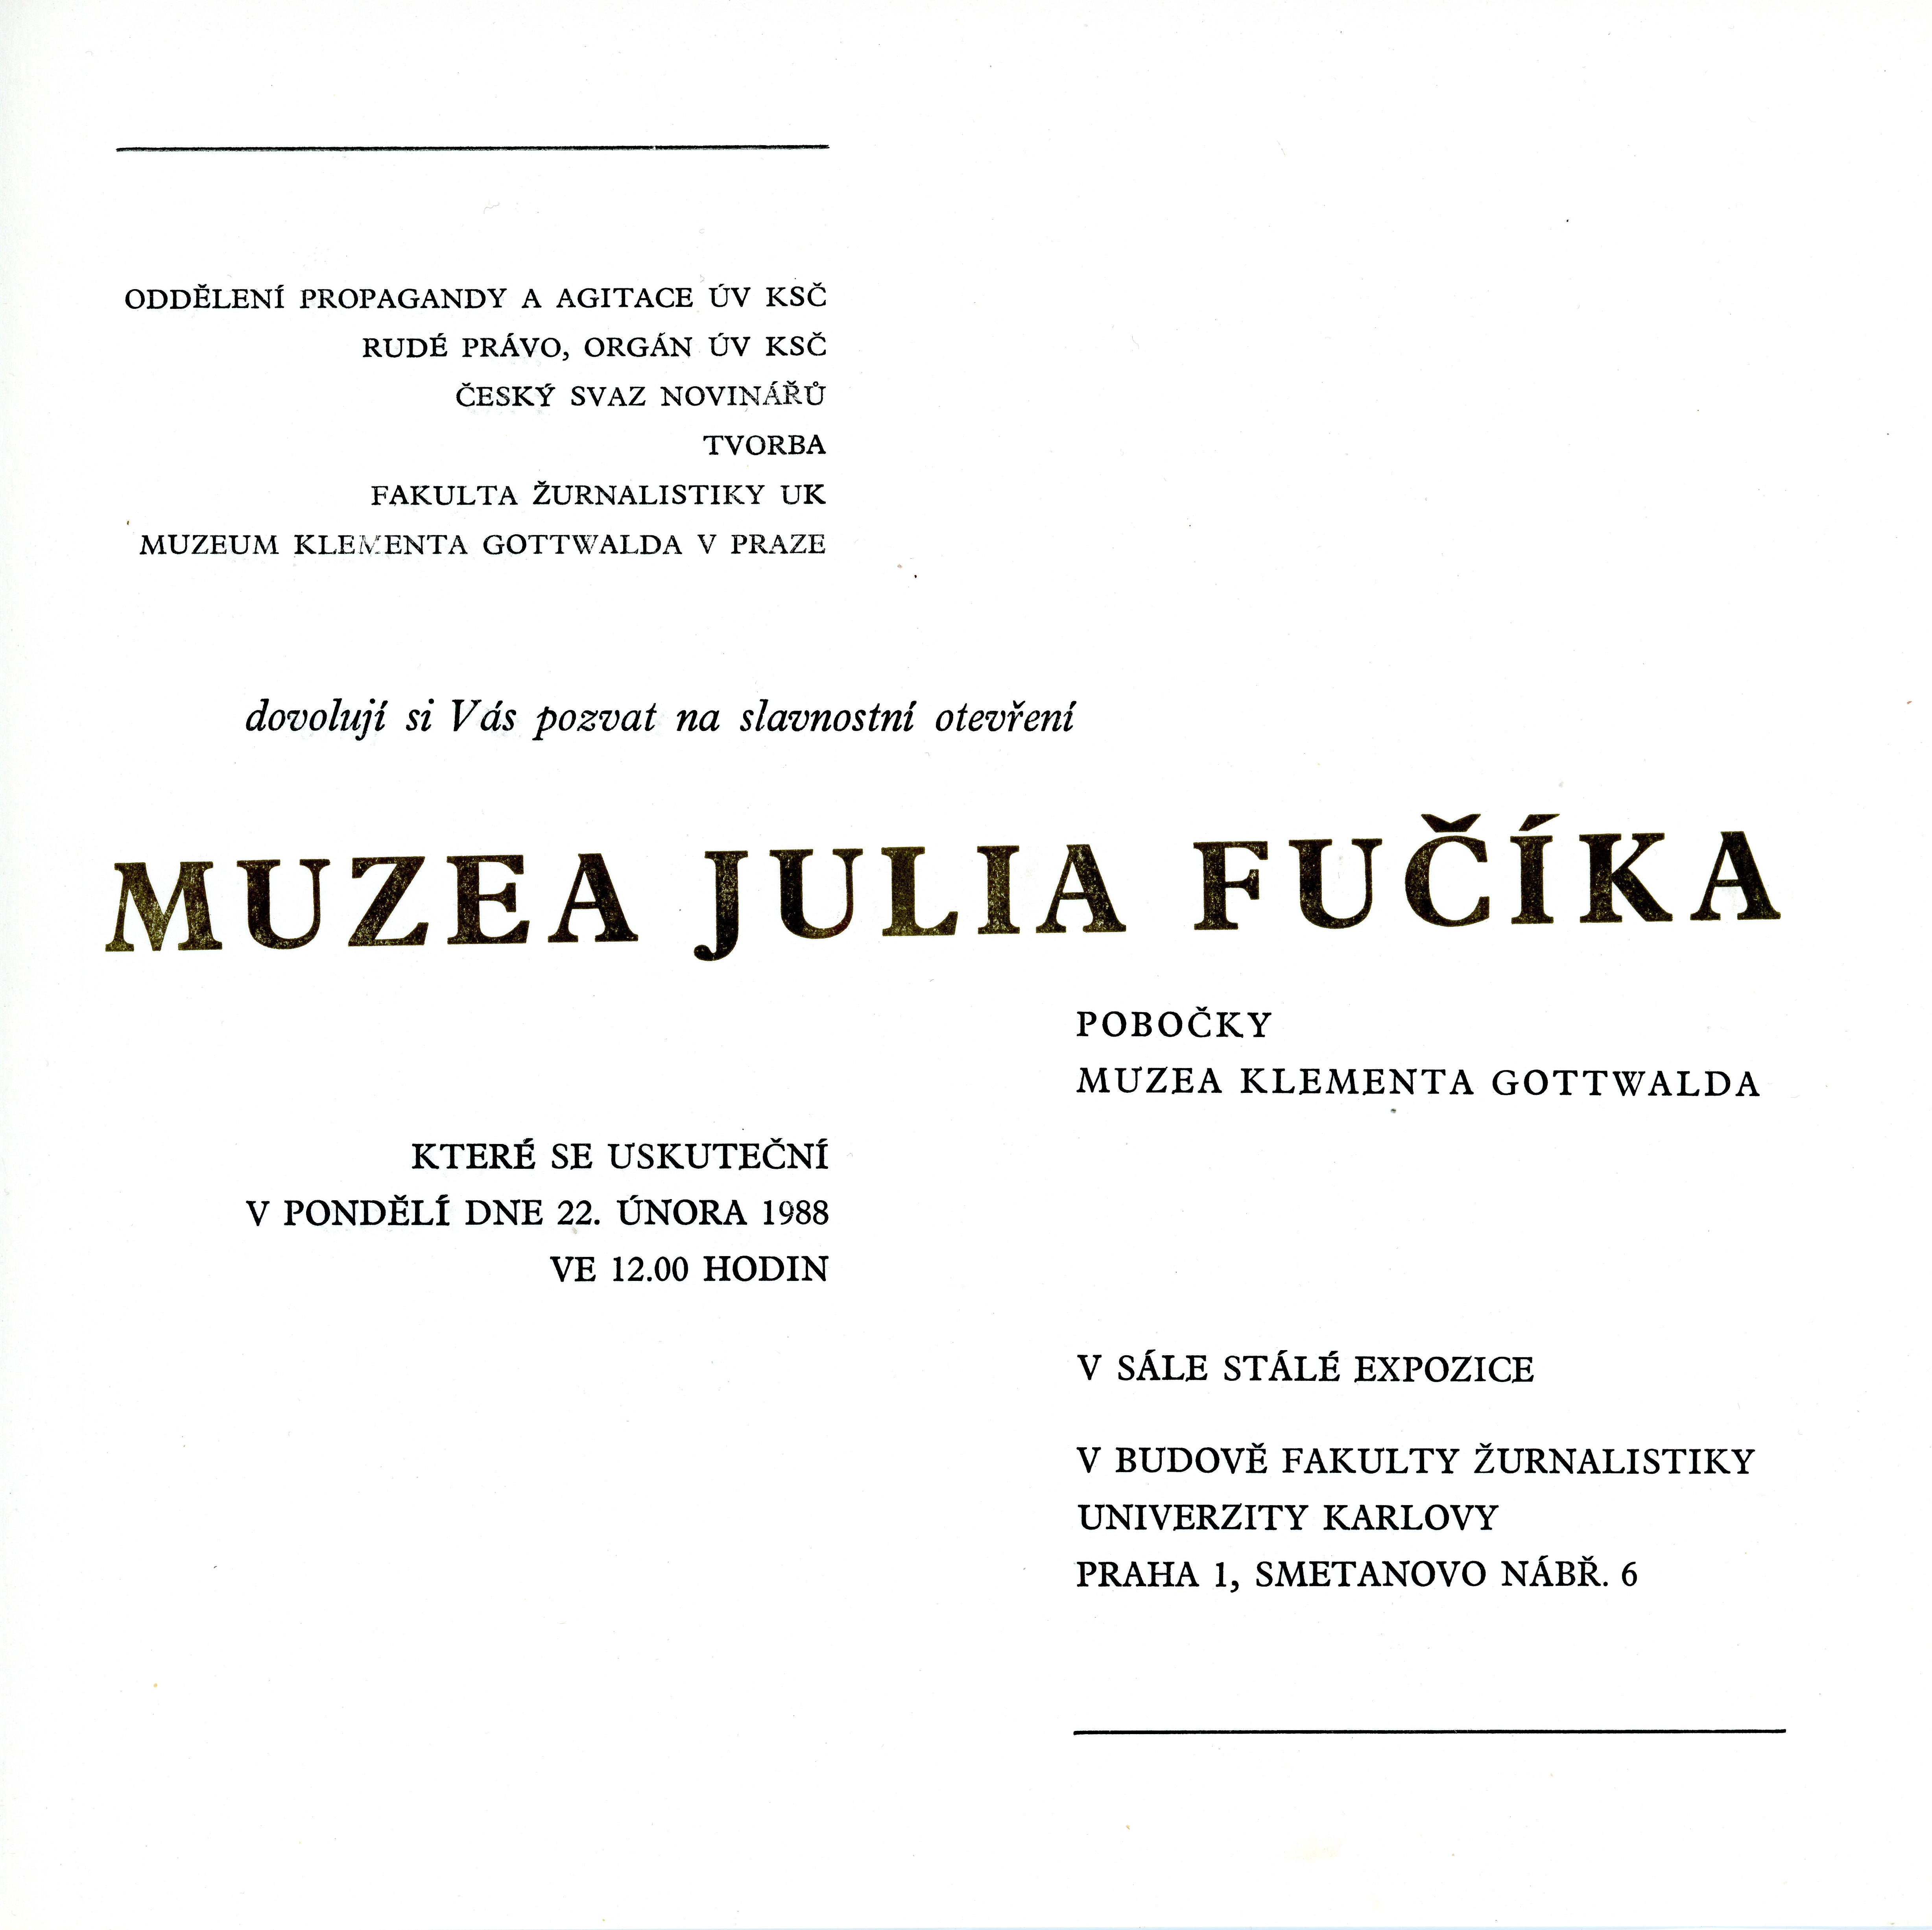 ODDĚLENÍ PROPAGANDY A AGITACE ÚV KSČ
RUDÉ PRÁVO, ORGÁN ÚV KSČ
ČESKÝ SVAZ NOVINÁŘŮ
TVORBA
FAKULTA ŽURNALISTIKY UK
MUZEUM KLEMENTA GOTTWALDA V PRAZE
dovolují si Vás pozvat na slavnostní otevření
MUZEA JULIA FUČÍKA
POBOČKY
MUZEA KLEMENTA GOTTWALDA
KTERÉ SE USKUTEČNÍ
V PONDĚLÍ DNE 22. ÚNORA 1988
VE 12.00 HODIN
V SÁLE STÁLÉ EXPOZICE
V BUDOVĚ FAKULTY ŽURNALISTIKY
UNIVERZITY KARLOVY
PRAHA 1, SMETANOVO NÁBŘ. 6